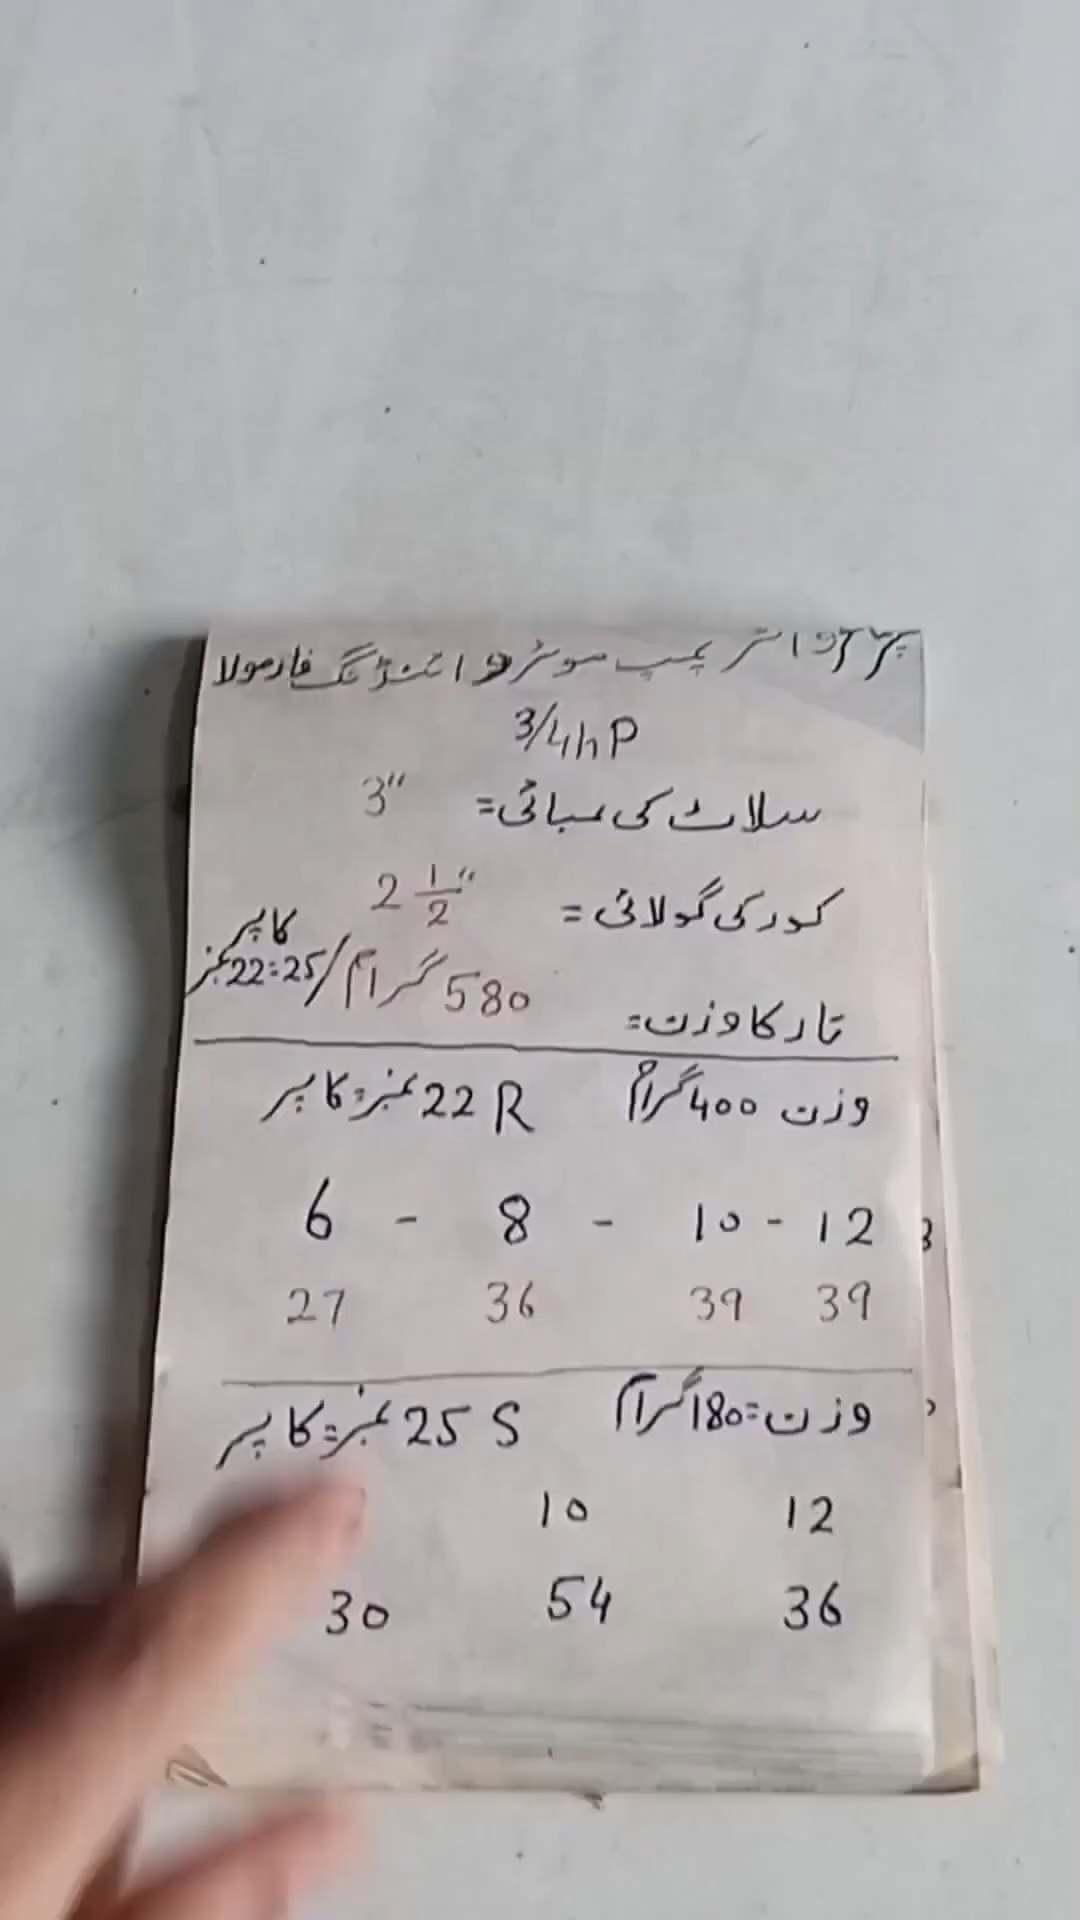 واٹر پمپ موٹر وائنڈنگ فارمولا
3/4hP
سلاٹ کی لمبائی= 3"
کور کی گولائی = 2 1/2"
تار کا وزن= 580 گرام/22:25 نمبر کاپر
وزن 400 گرام 22 R نمبر=کاپر
6 - 8 - 10 - 12
27 36 39 39
وزن=180 گرام 25 S نمبر=کاپر
10 12
30 54 36